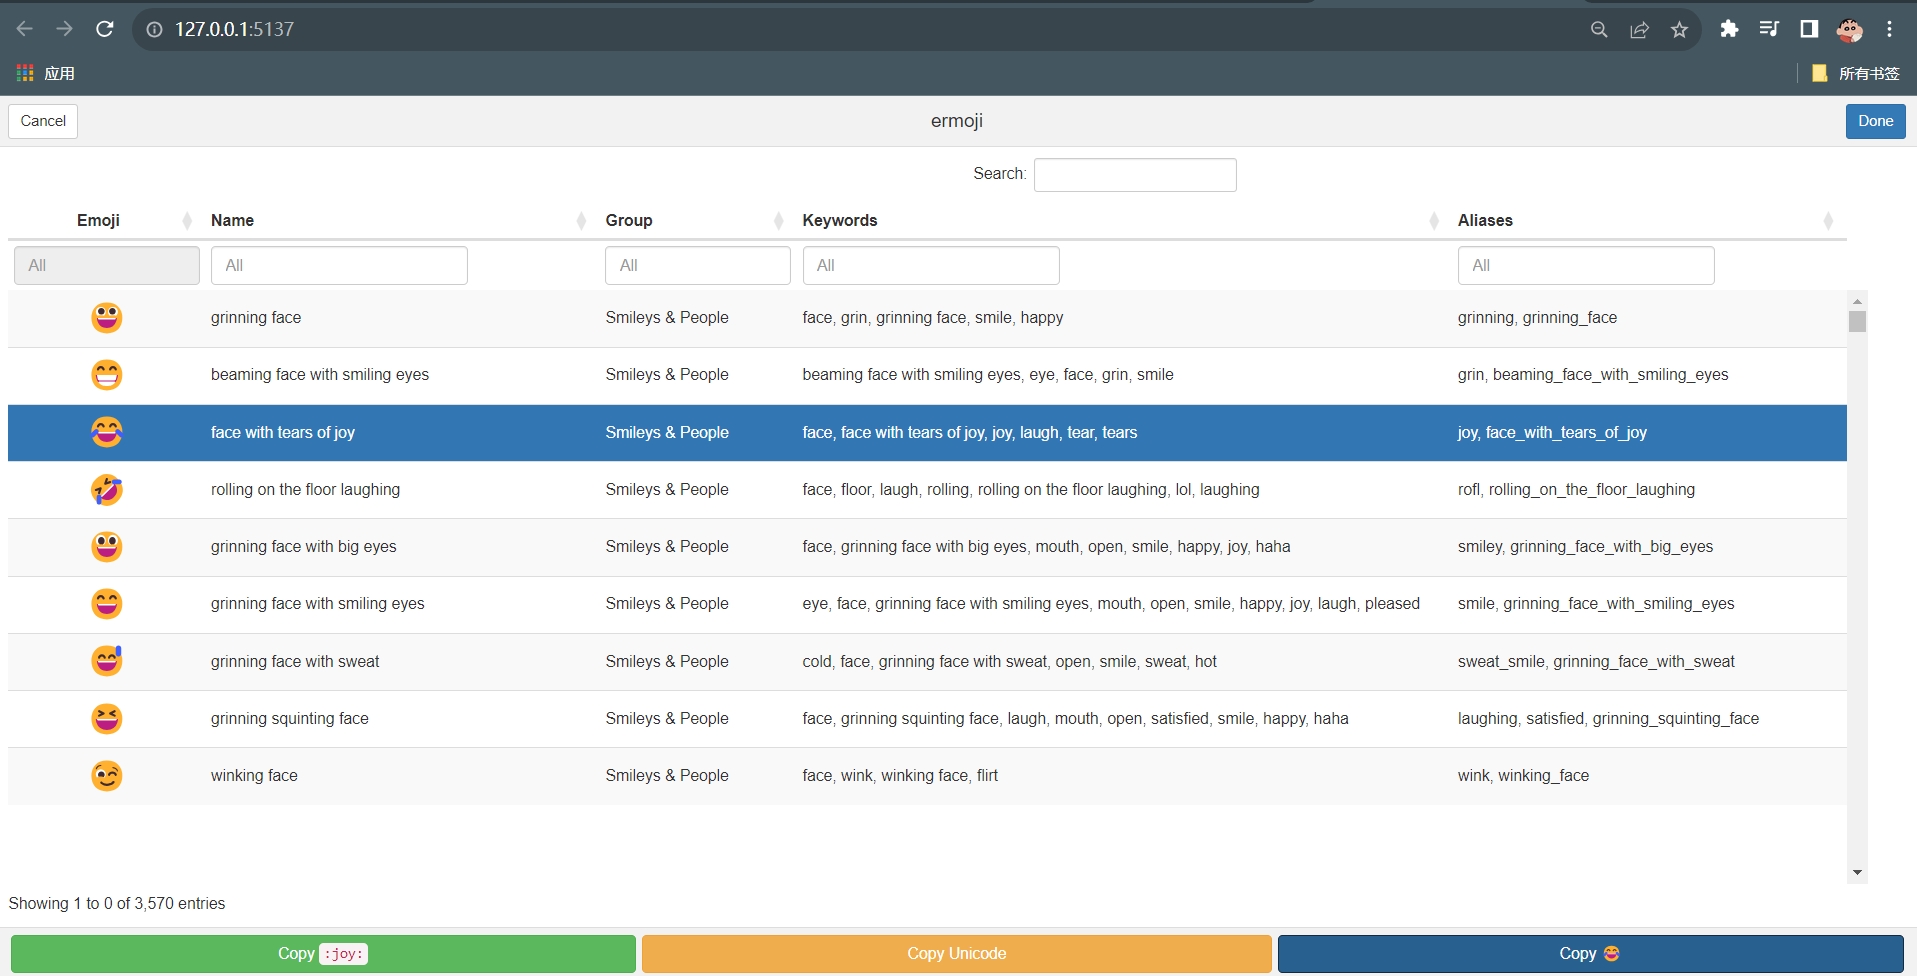 127.0.0.1:5137
应用 所有书签
Cancel ermoji Done
Search:
Emoji Name Group Keywords Aliases
All All All All All
grinning face Smileys & People face, grin, grinning face, smile, happy grinning, grinning_face
beaming face with smiling eyes Smileys & People beaming face with smiling eyes, eye, face, grin, smile grin, beaming_face_with_smiling_eyes
face with tears of joy Smileys & People face, face with tears of joy, joy, laugh, tear, tears joy, face_with_tears_of_joy
rolling on the floor laughing Smileys & People face, floor, laugh, rolling, rolling on the floor laughing, lol, laughing rofl, rolling_on_the_floor_laughing
grinning face with big eyes Smileys & People face, grinning face with big eyes, mouth, open, smile, happy, joy, haha smiley, grinning_face_with_big_eyes
grinning face with smiling eyes Smileys & People eye, face, grinning face with smiling eyes, mouth, open, smile, happy, joy, laugh, pleased smile, grinning_face_with_smiling_eyes
grinning face with sweat Smileys & People cold, face, grinning face with sweat, open, smile, sweat, hot sweat_smile, grinning_face_with_sweat
grinning squinting face Smileys & People face, grinning squinting face, laugh, mouth, open, satisfied, smile, happy, haha laughing, satisfied, grinning_squinting_face
winking face Smileys & People face, wink, winking face, flirt wink, winking_face
Showing 1 to 0 of 3,570 entries
Copy :joy: Copy Unicode Copy 😂